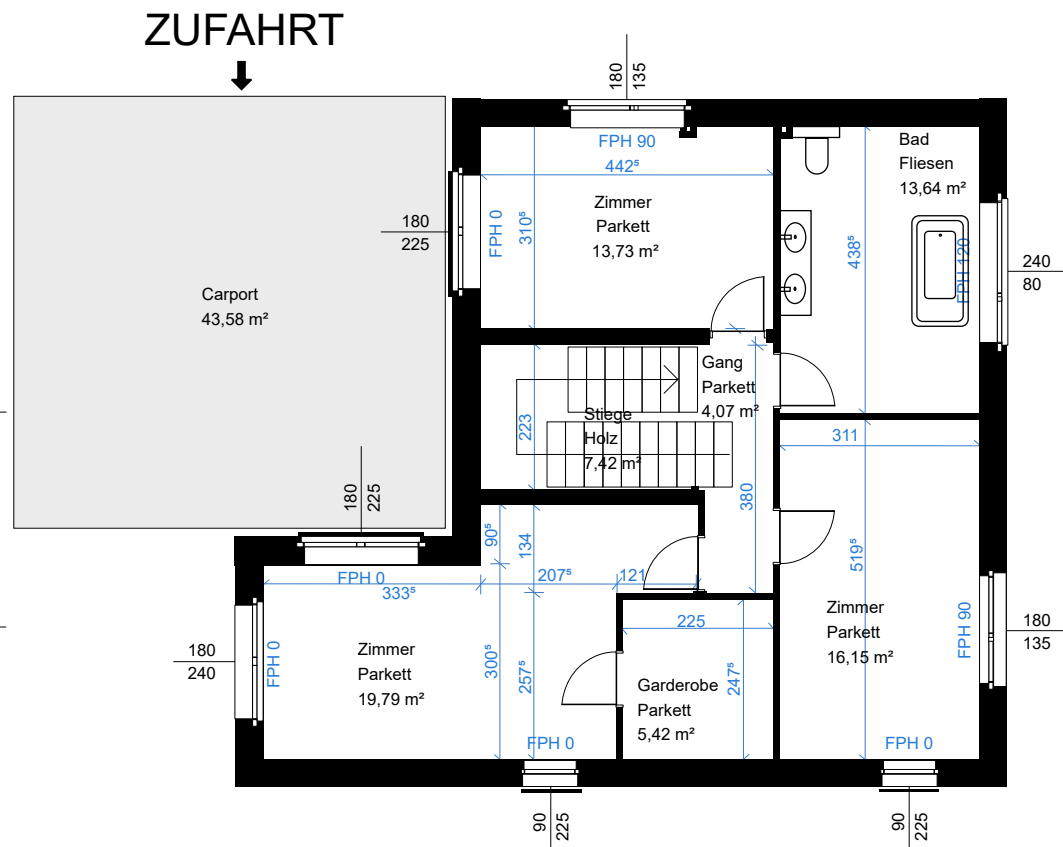 ZUFAHRT
180
135
FPH 90
442⁵
Zimmer
Parkett
13,73 m²
310⁵
FPH 0
180
225
Bad
Fliesen
13,64 m²
438⁵
FPH 120
240
80
Carport
43,58 m²
Gang
Parkett
4,07 m²
Stiege
Holz
7,42 m²
223
380
311
519⁵
180
225
90⁵
134
FPH 0
333⁵
207⁵
121
225
Zimmer
Parkett
16,15 m²
FPH 90
180
135
180
240
FPH 0
Zimmer
Parkett
19,79 m²
300⁵
257⁵
Garderobe
Parkett
5,42 m²
247⁵
FPH 0
FPH 0
90
225
90
225